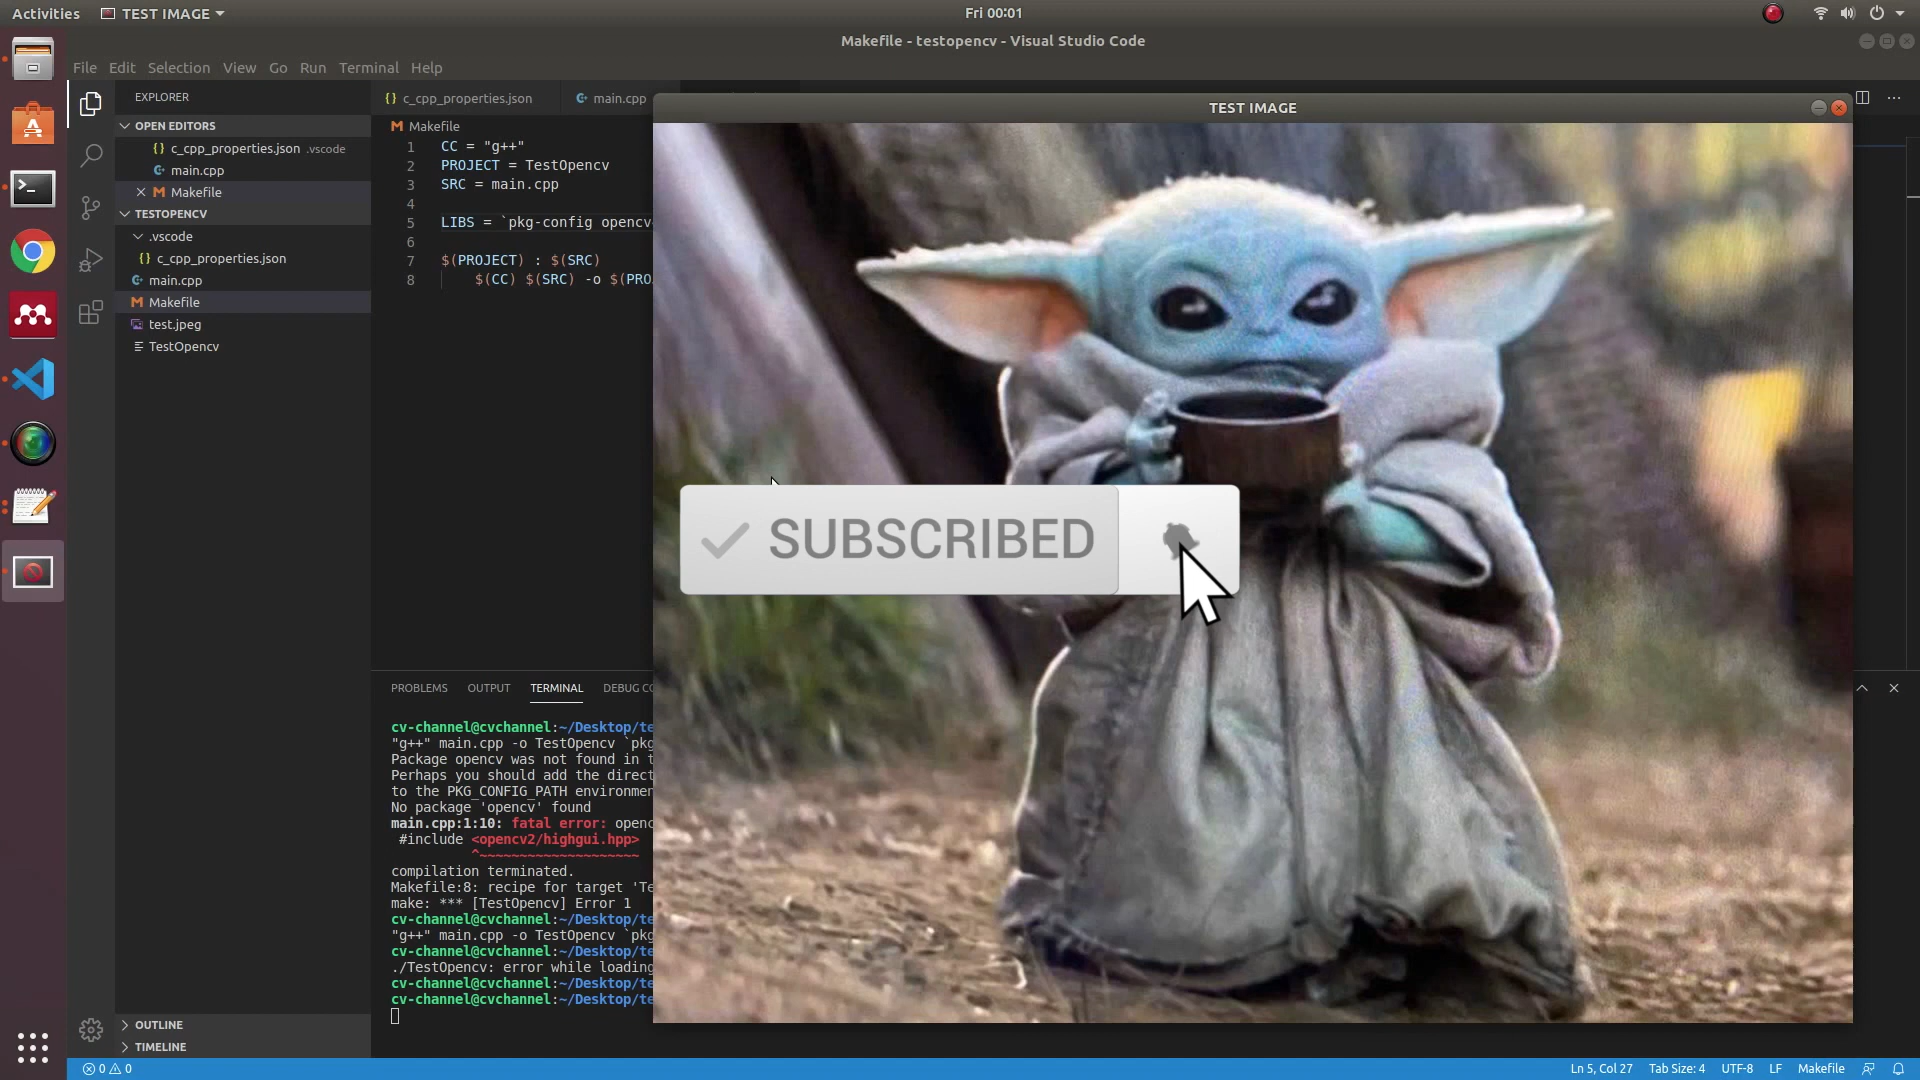 Activities
TEST IMAGE
Fri 00:01
Makefile - testopencv - Visual Studio Code
File Edit Selection View Go Run Terminal Help
EXPLORER
OPEN EDITORS
c_cpp_properties.json .vscode
main.cpp
Makefile
TESTOPENCV
.vscode
c_cpp_properties.json
main.cpp
Makefile
test.jpeg
TestOpencv
OUTLINE
TIMELINE
c_cpp_properties.json
main.cpp
Makefile
1 CC = "g++"
2 PROJECT = TestOpencv
3 SRC = main.cpp
4
5 LIBS = `pkg-config opencv
6
7 $(PROJECT) : $(SRC)
8 $(CC) $(SRC) -o $(PRO
TEST IMAGE
SUBSCRIBED
PROBLEMS OUTPUT TERMINAL DEBUG CO
cv-channel@cvchannel:~/Desktop/te
"g++" main.cpp -o TestOpencv `pkg
Package opencv was not found in t
Perhaps you should add the direct
to the PKG_CONFIG_PATH environmen
No package 'opencv' found
main.cpp:1:10: fatal error: openc
#include <opencv2/highgui.hpp>
^~~~~~~~~~~~~~~~~~~~
compilation terminated.
Makefile:8: recipe for target 'Te
make: *** [TestOpencv] Error 1
cv-channel@cvchannel:~/Desktop/te
"g++" main.cpp -o TestOpencv `pkg
cv-channel@cvchannel:~/Desktop/te
./TestOpencv: error while loading
cv-channel@cvchannel:~/Desktop/te
cv-channel@cvchannel:~/Desktop/te
0 0
Ln 5, Col 27 Tab Size: 4 UTF-8 LF Makefile